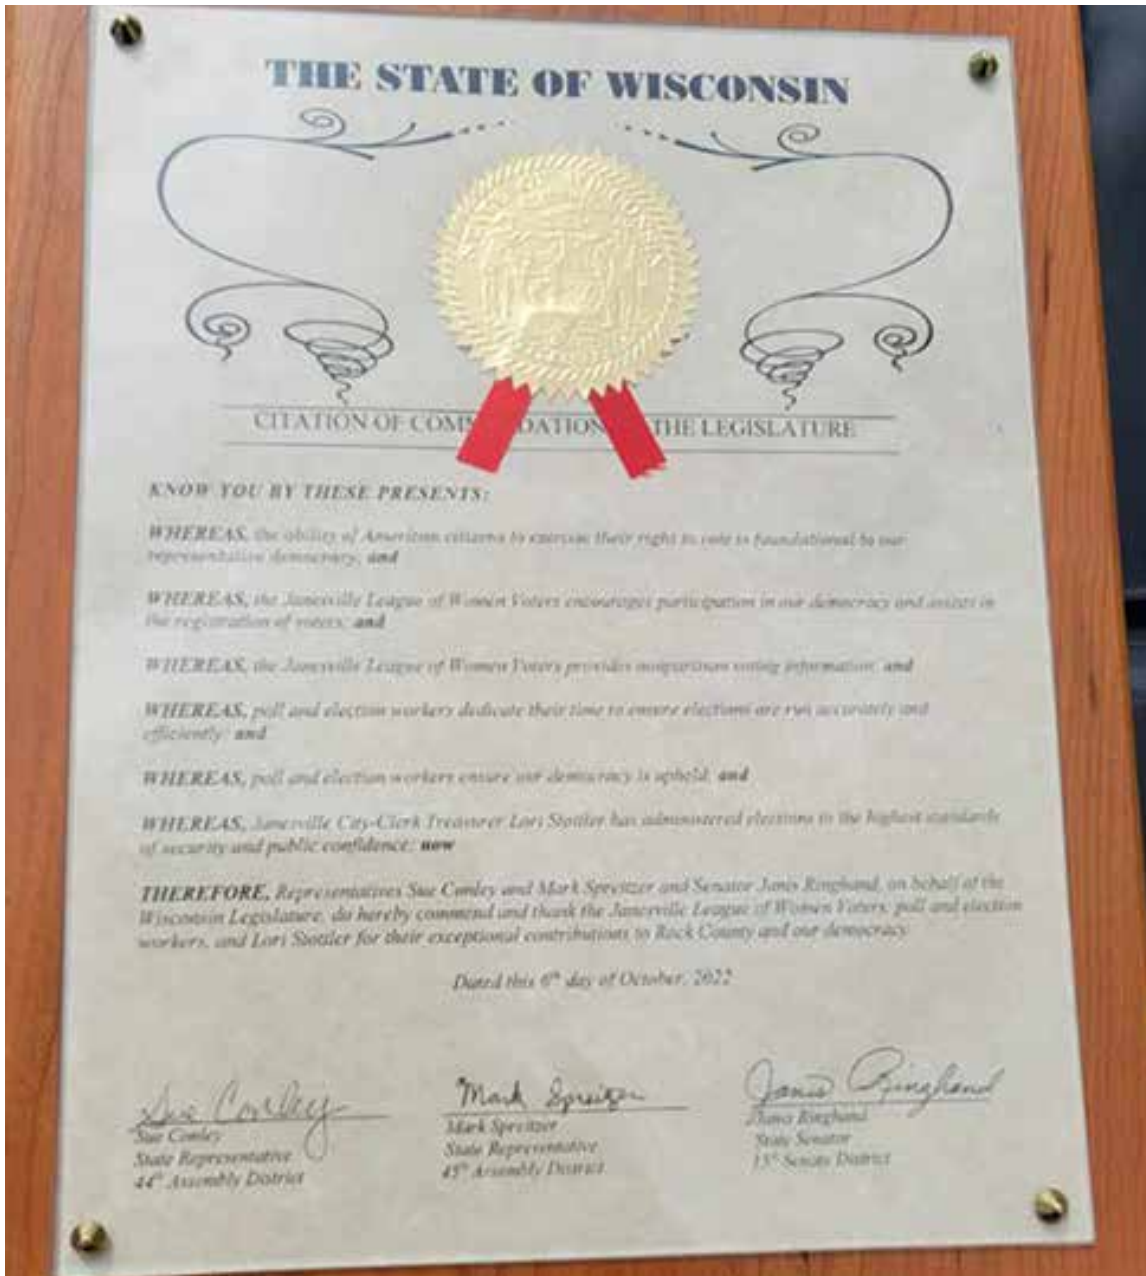 THE STATE OF WISCONSIN
CITATION OF COMM DATION THE LEGISLATURE
KNOW YOU BY THESE PRESENTS:
WHEREAS, the ability of American citizens to exercise their right to vote is foundational to our
representative democracy; and
WHEREAS, the Janesville League of Women Voters encourages participation in our democracy and assists in
the registration of voters; and
WHEREAS, the Janesville League of Women Voters provides nonpartisan voting information; and
WHEREAS, poll and election workers dedicate their time to ensure elections are run accurately and
efficiently; and
WHEREAS, poll and election workers ensure our democracy is upheld; and
WHEREAS, Janesville City-Clerk Treasurer Lori Stottler has administered elections to the highest standards
of security and public confidence; now
THEREFORE, Representatives Sue Conley and Mark Spreitzer and Senator Janis Ringhand, on behalf of the
Wisconsin Legislature, do hereby commend and thank the Janesville League of Women Voters, poll and election
workers, and Lori Stottler for their exceptional contributions to Rock County and our democracy.
Dated this 6th day of October, 2022
Sue Conley Mark Spreitzer Janis Ringhand
Sue Conley Mark Spreitzer Janis Ringhand
State Representative State Representative State Senator
44th Assembly District 45th Assembly District 15th Senate District